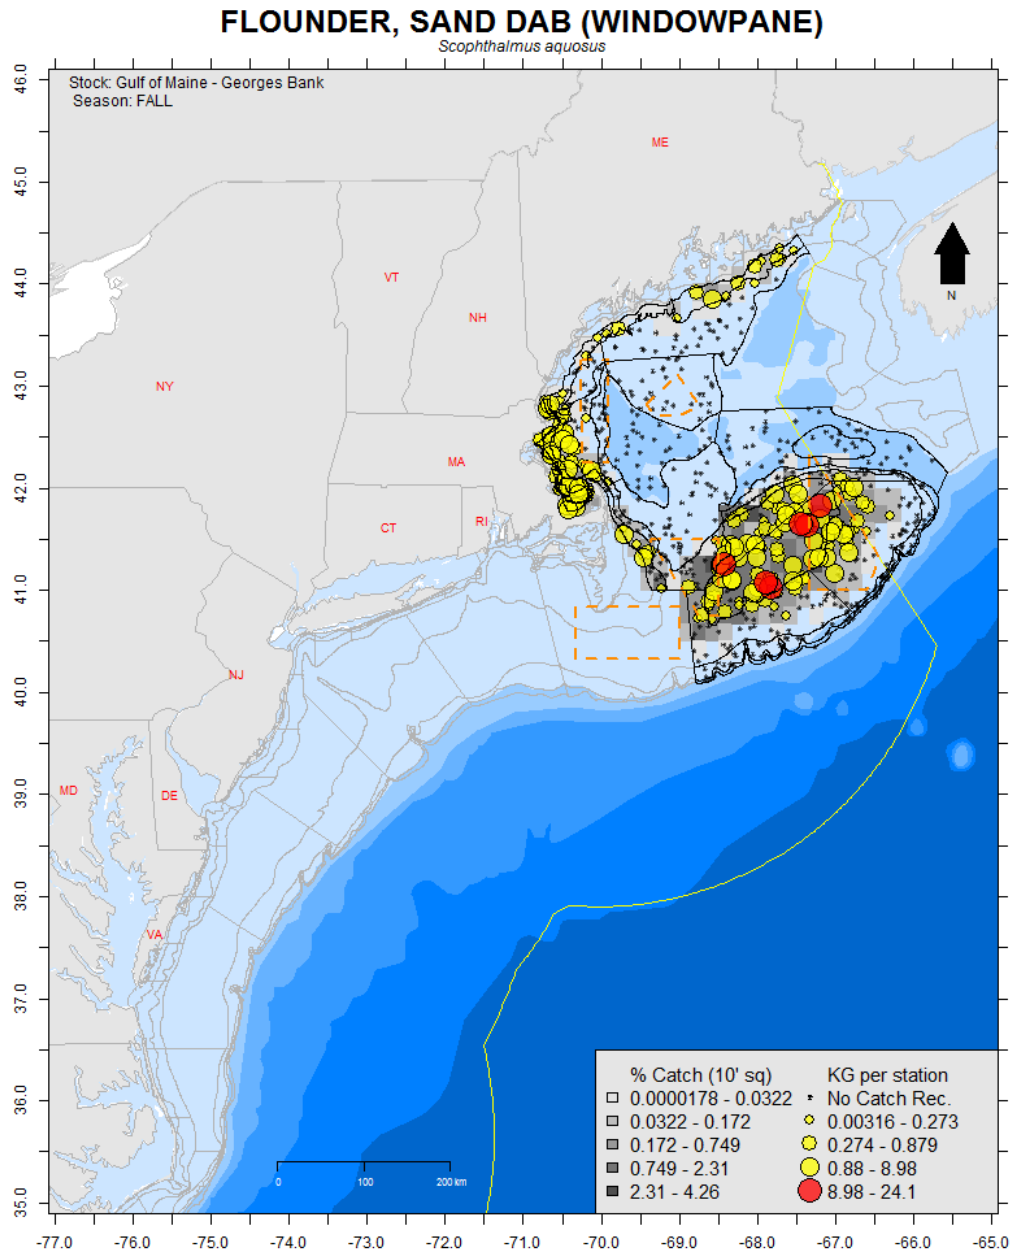 FLOUNDER, SAND DAB (WINDOWPANE)
Scophthalmus aquosus
Stock: Gulf of Maine - Georges Bank
Season: FALL
46.0
45.0
44.0
43.0
42.0
41.0
40.0
39.0
38.0
37.0
36.0
35.0
ME
VT
NH
NY
MA
CT
RI
NJ
MD
DE
VA
N
% Catch (10' sq)
0.0000178 - 0.0322
0.0322 - 0.172
0.172 - 0.749
0.749 - 2.31
2.31 - 4.26
KG per station
No Catch Rec.
0.00316 - 0.273
0.274 - 0.879
0.88 - 8.98
8.98 - 24.1
0 100 200 km
-77.0 -76.0 -75.0 -74.0 -73.0 -72.0 -71.0 -70.0 -69.0 -68.0 -67.0 -66.0 -65.0